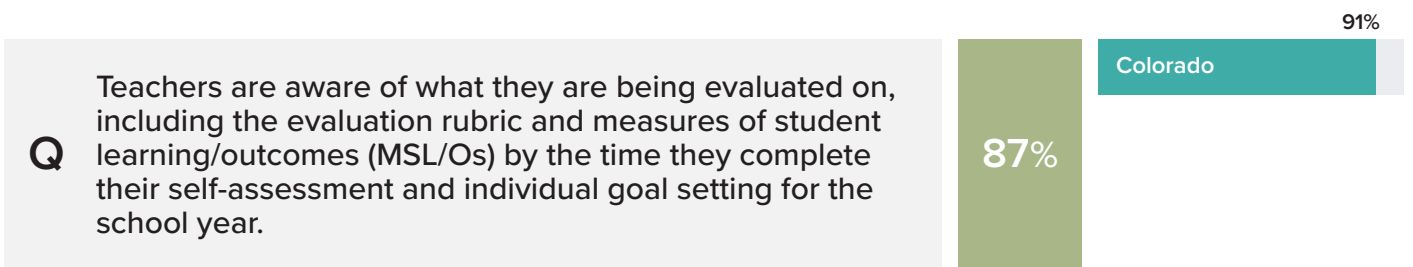 91%
Colorado
Teachers are aware of what they are being evaluated on,
including the evaluation rubric and measures of student
Q learning/outcomes (MSL/Os) by the time they complete
their self-assessment and individual goal setting for the
school year.
87%